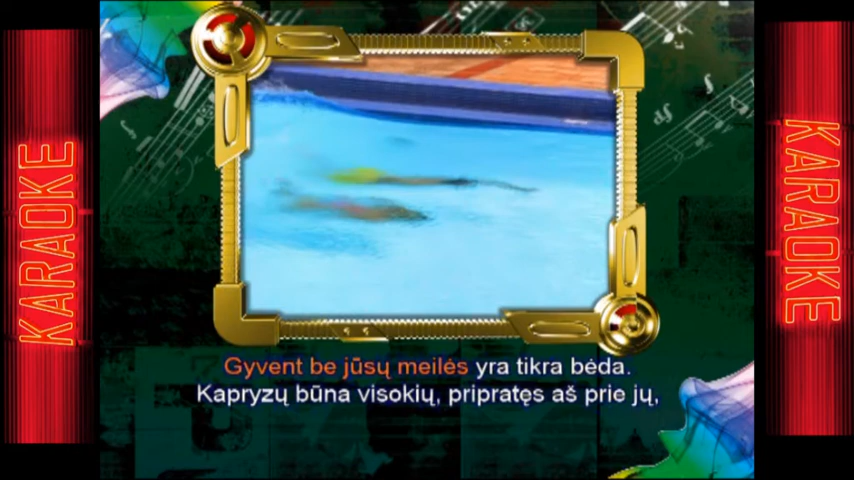 KARAOKE
KARAOKE
Gyvent be jūsų meilės yra tikra bėda.
Kapryzų būna visokių, pripratęs aš prie jų,